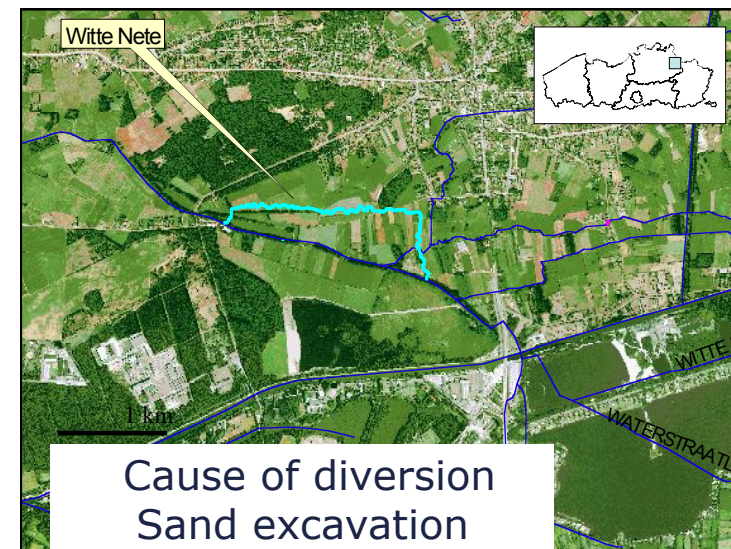 Witte Nete
WITTE
WATERSTRAATL
1 km
Cause of diversion
Sand excavation